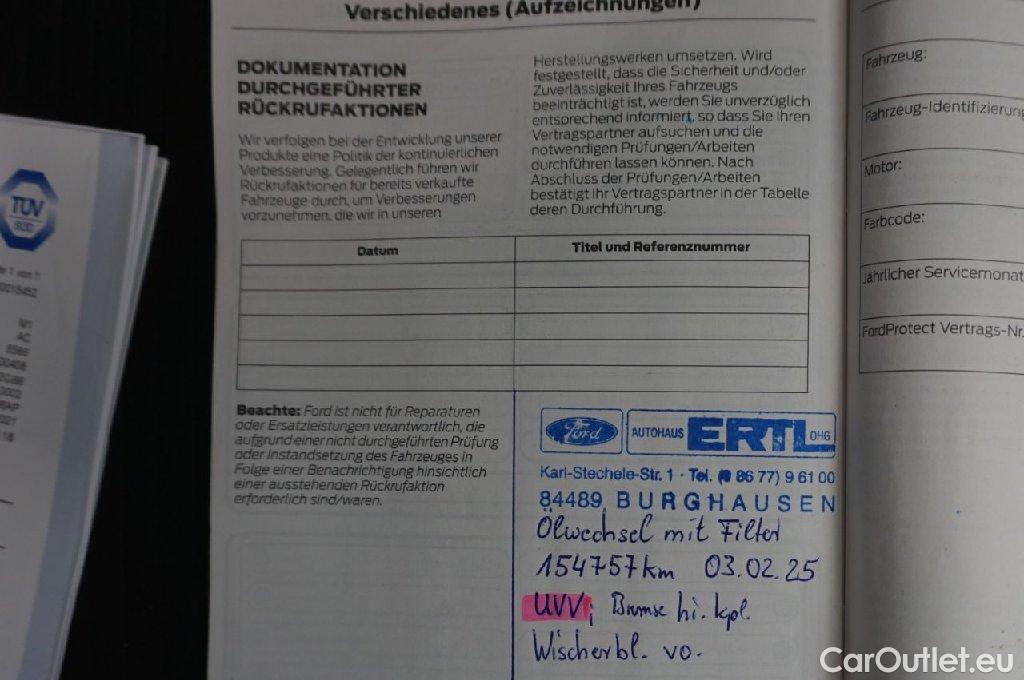 Verschiedenes (Aufzeichnungen)
DOKUMENTATION
DURCHGEFÜHRTER
RÜCKRUFAKTIONEN
Wir verfolgen bei der Entwicklung unserer
Produkte eine Politik der kontinuierlichen
Verbesserung. Gelegentlich führen wir
Rückrufaktionen für bereits verkaufte
Fahrzeuge durch, um Verbesserungen
vorzunehmen, die wir in unseren
Herstellungswerken umsetzen. Wird
festgestellt, dass die Sicherheit und/oder
Zuverlässigkeit Ihres Fahrzeugs
beeinträchtigt ist, werden Sie unverzüglich
entsprechend informiert, so dass Sie Ihren
Vertragspartner aufsuchen und die
notwendigen Prüfungen/Arbeiten
durchführen lassen können. Nach
Abschluss der Prüfungen/Arbeiten
bestätigt Ihr Vertragspartner in der Tabelle
deren Durchführung.
Datum
Titel und Referenznummer
Beachte: Ford ist nicht für Reparaturen
oder Ersatzleistungen verantwortlich, die
aufgrund einer nicht durchgeführten Prüfung
oder Instandsetzung des Fahrzeuges in
Folge einer Benachrichtigung hinsichtlich
einer ausstehenden Rückrufaktion
erforderlich sind/waren.
Ford AUTOHAUS ERTL OHG
Karl-Stechele-Str. 1 · Tel. (0 86 77) 9 61 00
84489 BURGHAUSEN
Ölwechsel mit Filter
154757km 03.02.25
UVV; Bremse hi. kpl.
Wischerbl. vo.
Fahrzeug:
Fahrzeug-Identifizierung
Motor:
Farbcode:
Jährlicher Servicemonat
FordProtect Vertrags-Nr.
TÜV
SÜD
CarOutlet.eu